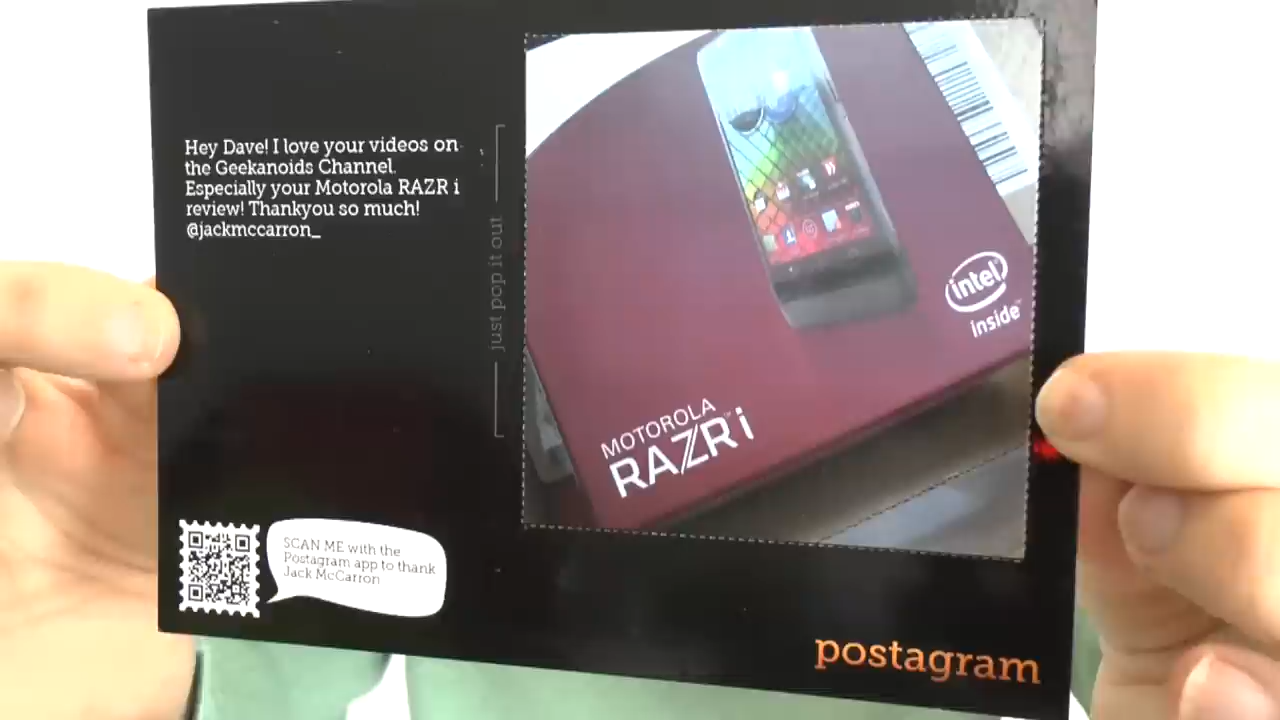 Hey Dave! I love your videos on
the Geekanoids Channel.
Especially your Motorola RAZR i
review! Thankyou so much!
@jackmccarron_
just pop it out
intel
inside™
MOTOROLA
RAZR i
SCAN ME with the
Postagram app to thank
Jack McCarron
postagram